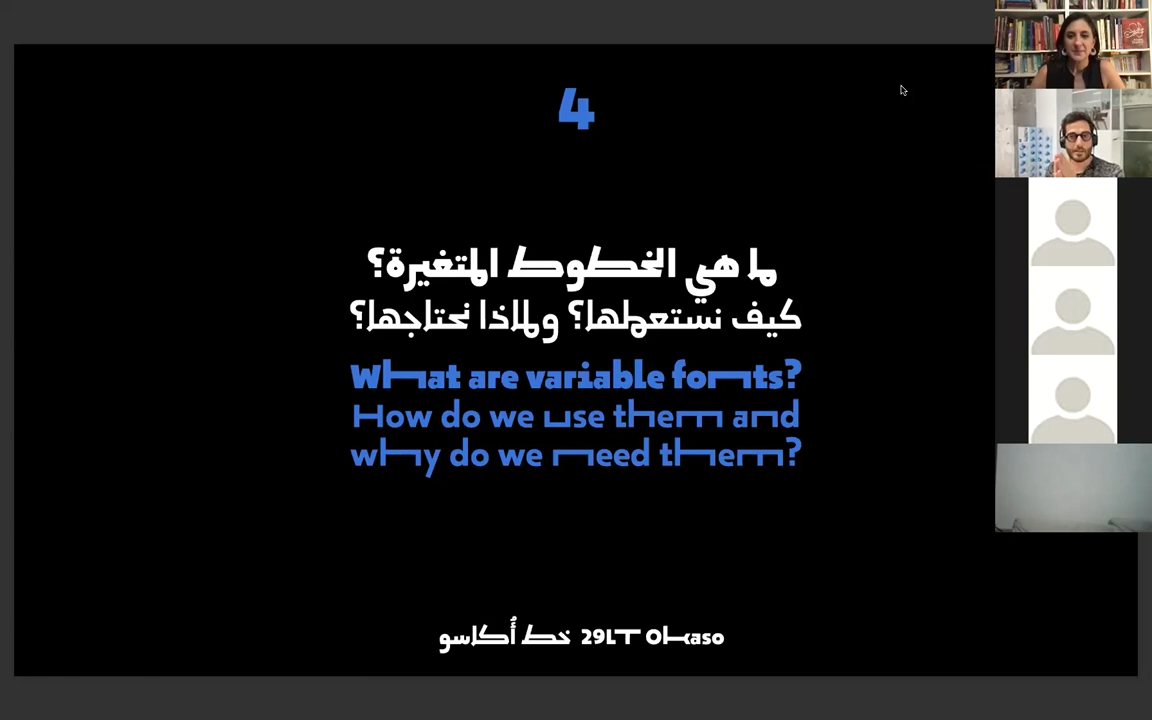 4
ما هي الخطوط المتغيرة؟
كيف نستعملها؟ ولماذا نحتاجها؟
What are variable fonts?
How do we use them and
why do we need them?
خط أُكاسو 29LT Okaso